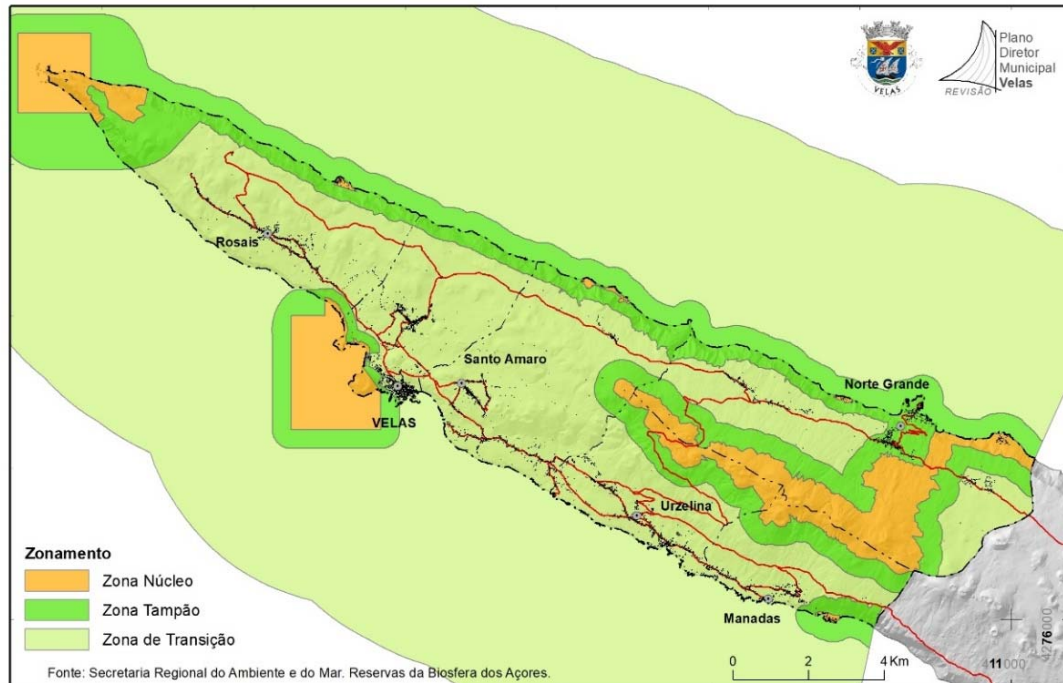 VELAS
Plano
Diretor
Municipal
Velas
REVISÃO
Rosais
Santo Amaro
Norte Grande
VELAS
Urzelina
Manadas
Zonamento
Zona Núcleo
Zona Tampão
Zona de Transição
0 2 4 Km
411000
4276000
Fonte: Secretaria Regional do Ambiente e do Mar. Reservas da Biosfera dos Açores.